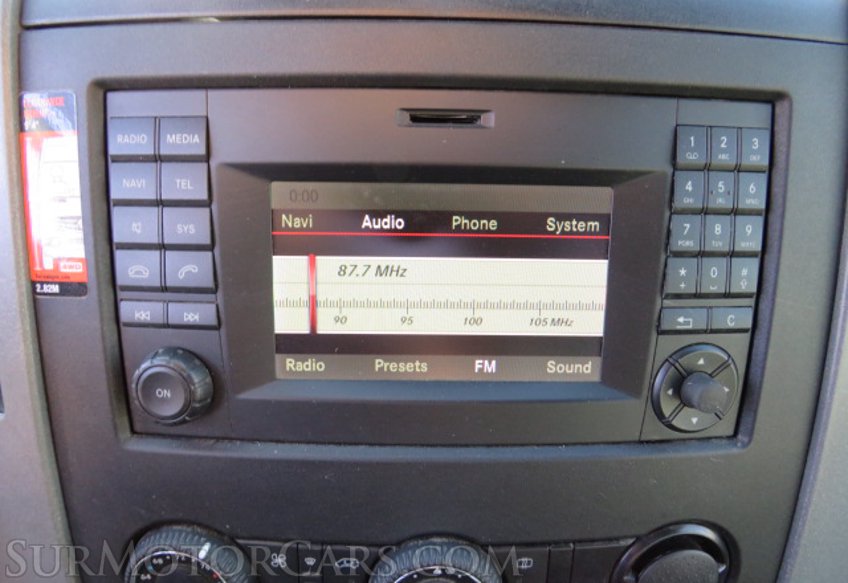 RADIO MEDIA
NAVI TEL
SYS
ON
0:00
Navi Audio Phone System
87.7 MHz
90 95 100 105 MHz
Radio Presets FM Sound
1 2 ABC 3 DEF
4 GHI 5 JKL 6 MNO
7 PQRS 8 TUV 9 WXYZ
* + 0 #
C
2.82M
SURMOTORCARS.COM